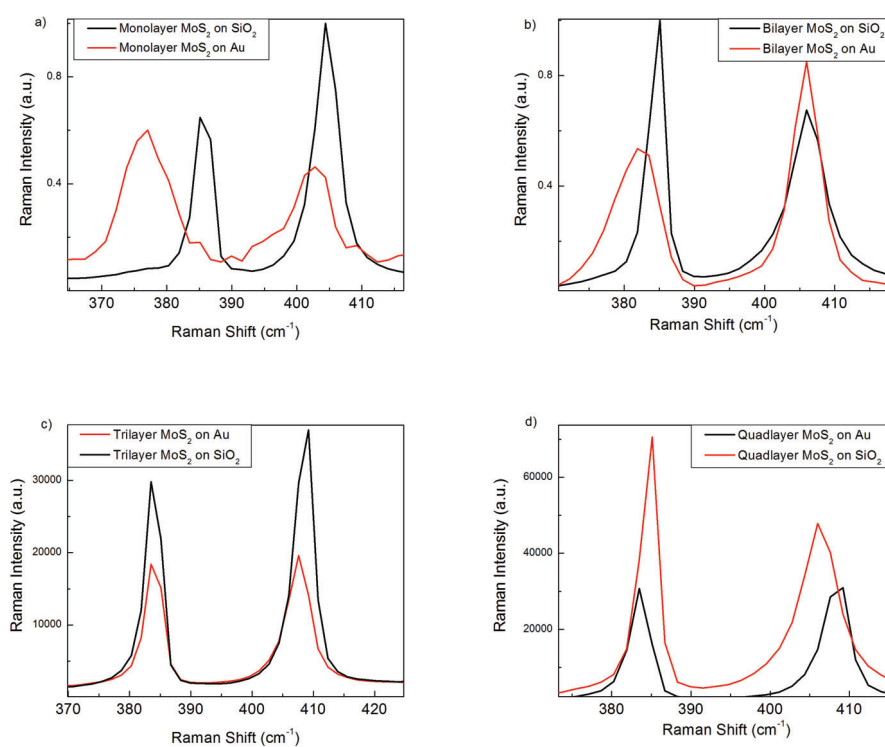 a)
Monolayer MoS₂ on SiO₂
Monolayer MoS₂ on Au
0.8
0.4
Raman Intensity (a.u.)
370 380 390 400 410
Raman Shift (cm⁻¹)
b)
Bilayer MoS₂ on SiO₂
Bilayer MoS₂ on Au
0.8
0.4
Raman Intensity (a.u.)
380 390 400 410
Raman Shift (cm⁻¹)
c)
Trilayer MoS₂ on Au
Trilayer MoS₂ on SiO₂
30000
20000
10000
Raman Intensity (a.u.)
370 380 390 400 410 420
Raman Shift (cm⁻¹)
d)
Quadlayer MoS₂ on Au
Quadlayer MoS₂ on SiO₂
60000
40000
20000
Raman Intensity (a.u.)
380 390 400 410
Raman Shift (cm⁻¹)